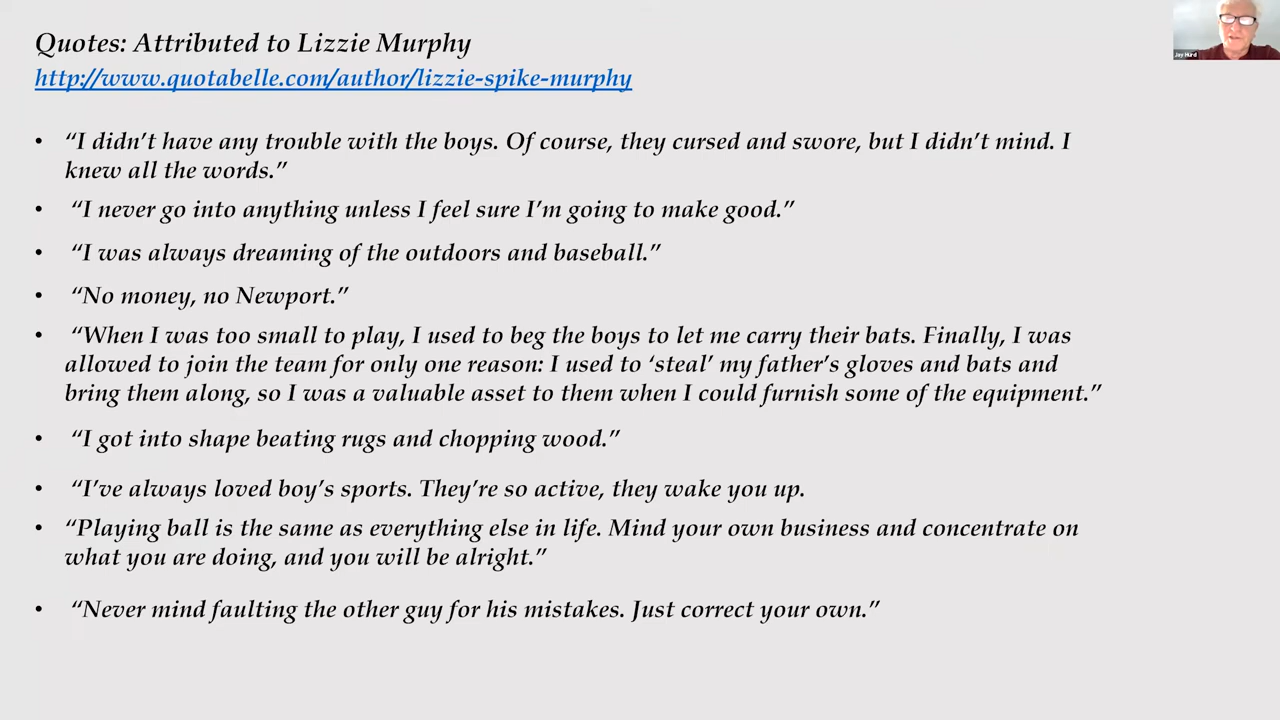 Quotes: Attributed to Lizzie Murphy
http://www.quotabelle.com/author/lizzie-spike-murphy
• “I didn’t have any trouble with the boys. Of course, they cursed and swore, but I didn’t mind. I
knew all the words.”
• “I never go into anything unless I feel sure I’m going to make good.”
• “I was always dreaming of the outdoors and baseball.”
• “No money, no Newport.”
• “When I was too small to play, I used to beg the boys to let me carry their bats. Finally, I was
allowed to join the team for only one reason: I used to ‘steal’ my father’s gloves and bats and
bring them along, so I was a valuable asset to them when I could furnish some of the equipment.”
• “I got into shape beating rugs and chopping wood.”
• “I’ve always loved boy’s sports. They’re so active, they wake you up.
• “Playing ball is the same as everything else in life. Mind your own business and concentrate on
what you are doing, and you will be alright.”
• “Never mind faulting the other guy for his mistakes. Just correct your own.”
Jay Hurd